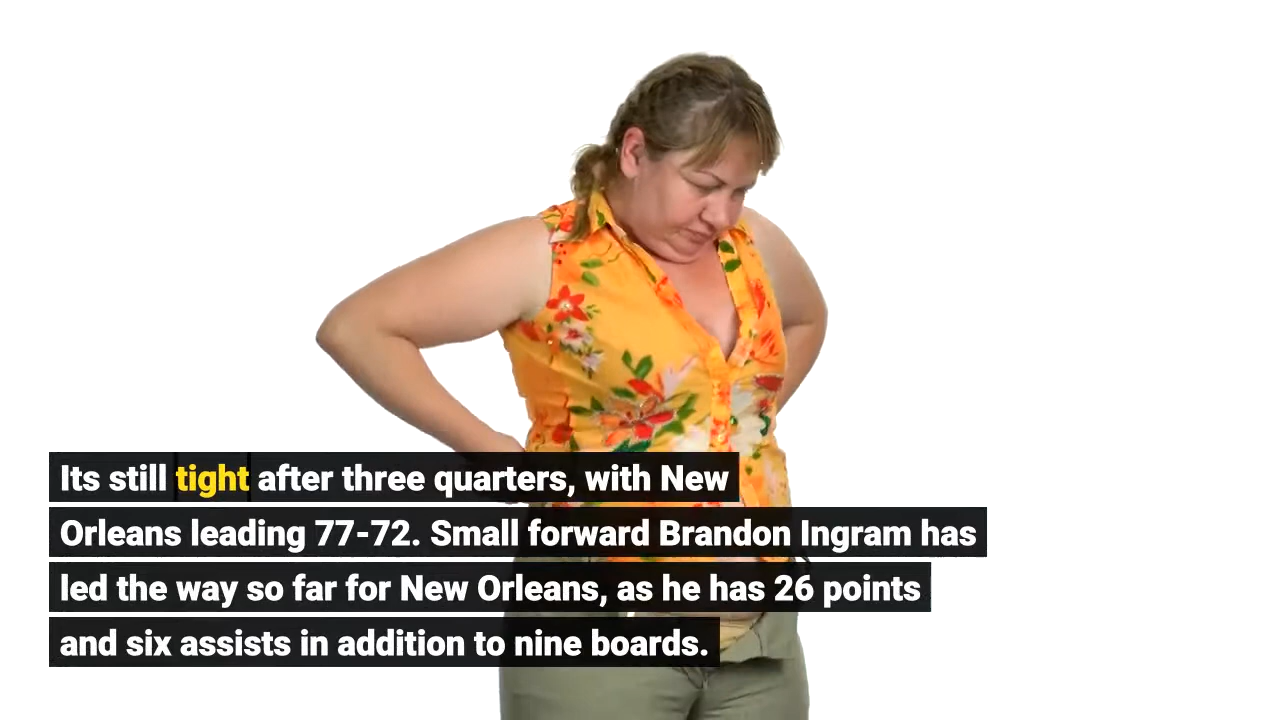 Its still tight after three quarters, with New
Orleans leading 77-72. Small forward Brandon Ingram has
led the way so far for New Orleans, as he has 26 points
and six assists in addition to nine boards.